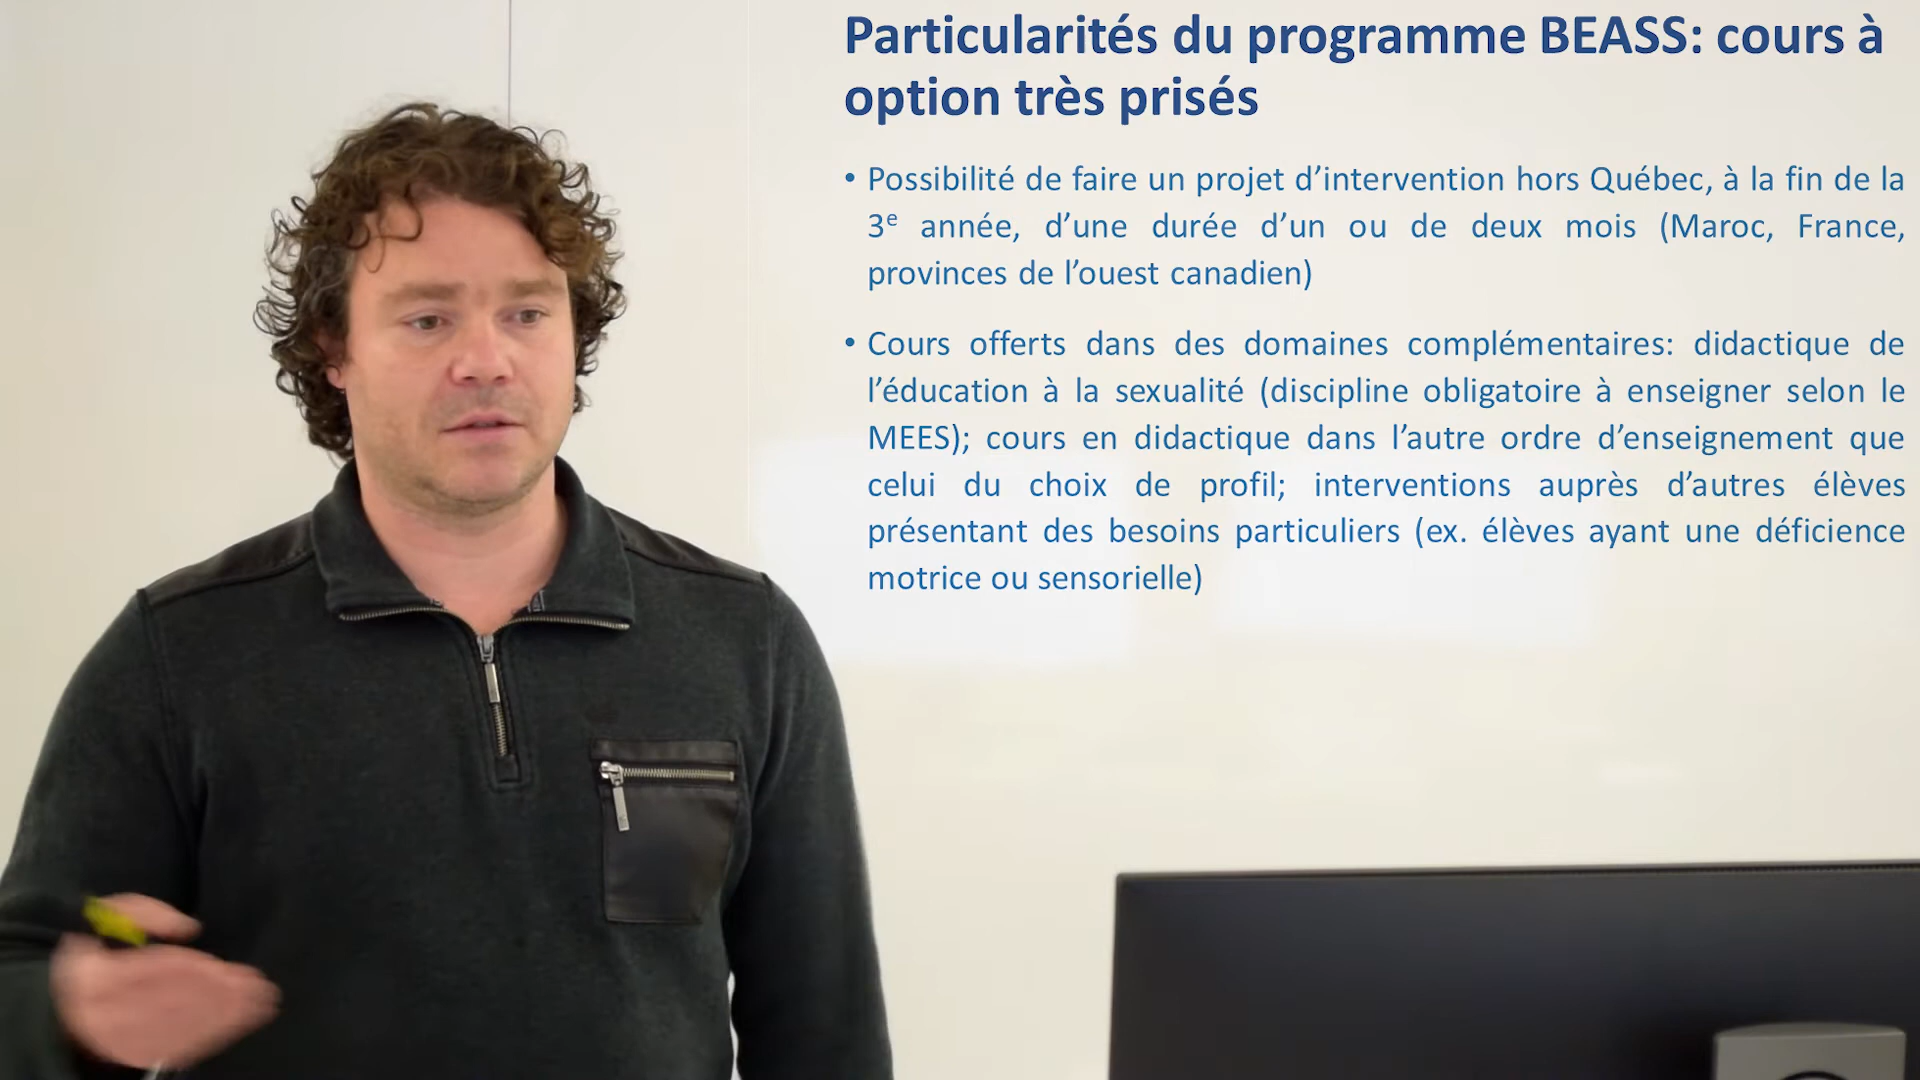 Particularités du programme BEASS: cours à
option très prisés
• Possibilité de faire un projet d’intervention hors Québec, à la fin de la
3e année, d’une durée d’un ou de deux mois (Maroc, France,
provinces de l’ouest canadien)
• Cours offerts dans des domaines complémentaires: didactique de
l’éducation à la sexualité (discipline obligatoire à enseigner selon le
MEES); cours en didactique dans l’autre ordre d’enseignement que
celui du choix de profil; interventions auprès d’autres élèves
présentant des besoins particuliers (ex. élèves ayant une déficience
motrice ou sensorielle)